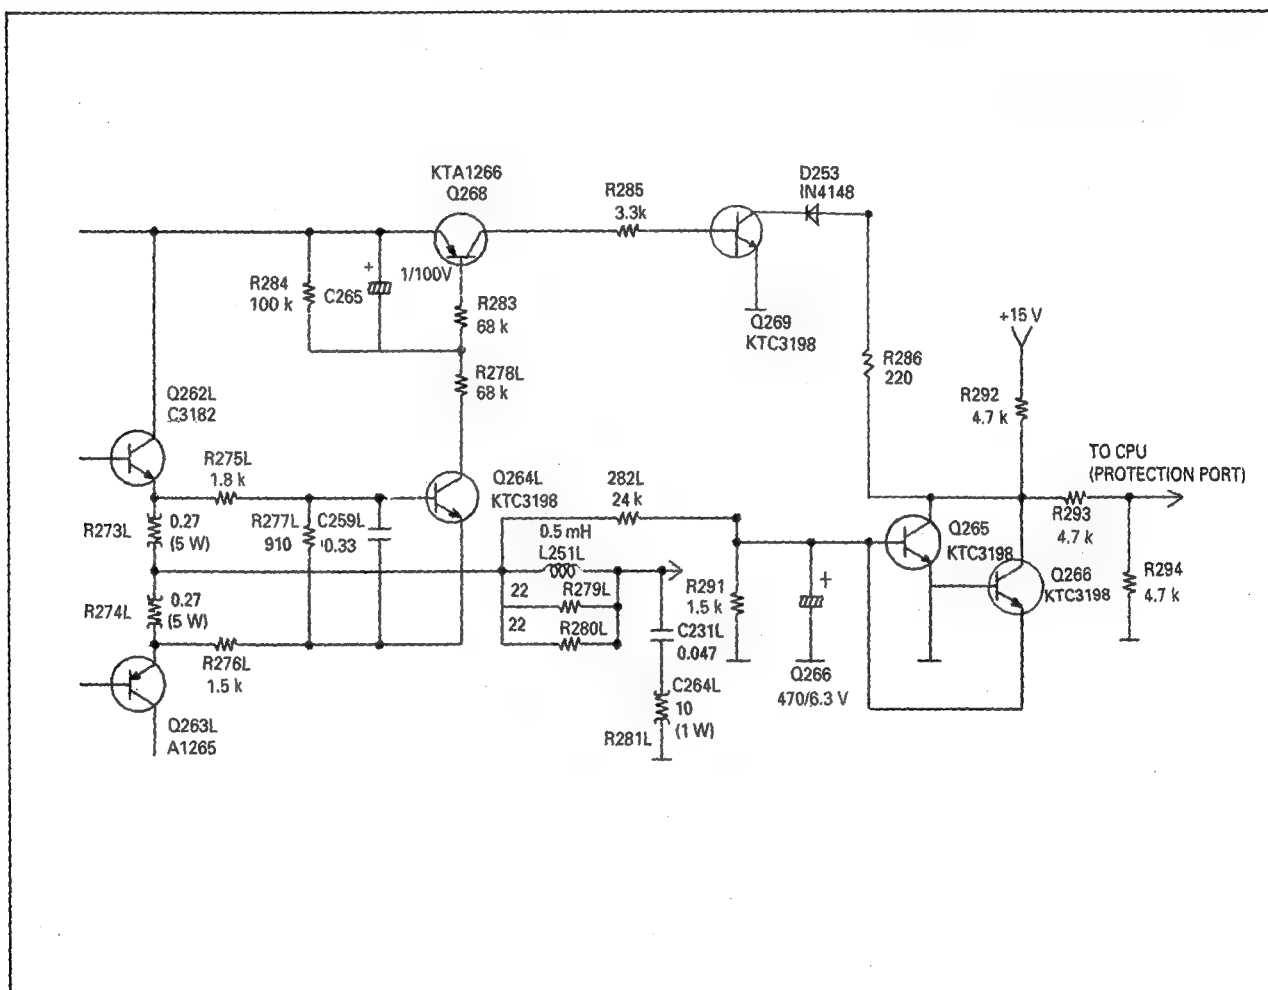 KTA1266
Q268
R285
3.3k
D253
IN4148
R284
100 k
+
C265
1/100V
R283
68 k
R278L
68 k
Q269
KTC3198
+15 V
R286
220
R292
4.7 k
Q262L
C3182
R275L
1.8 k
Q264L
KTC3198
282L
24 k
TO CPU
(PROTECTION PORT)
R273L
0.27
(5 W)
R277L
910
C259L
0.33
0.5 mH
L251L
Q265
KTC3198
R293
4.7 k
R274L
0.27
(5 W)
22
R279L
22
R280L
R291
1.5 k
+
Q266
KTC3198
R294
4.7 k
R276L
1.5 k
C231L
0.047
Q266
470/6.3 V
C264L
10
(1 W)
R281L
Q263L
A1265